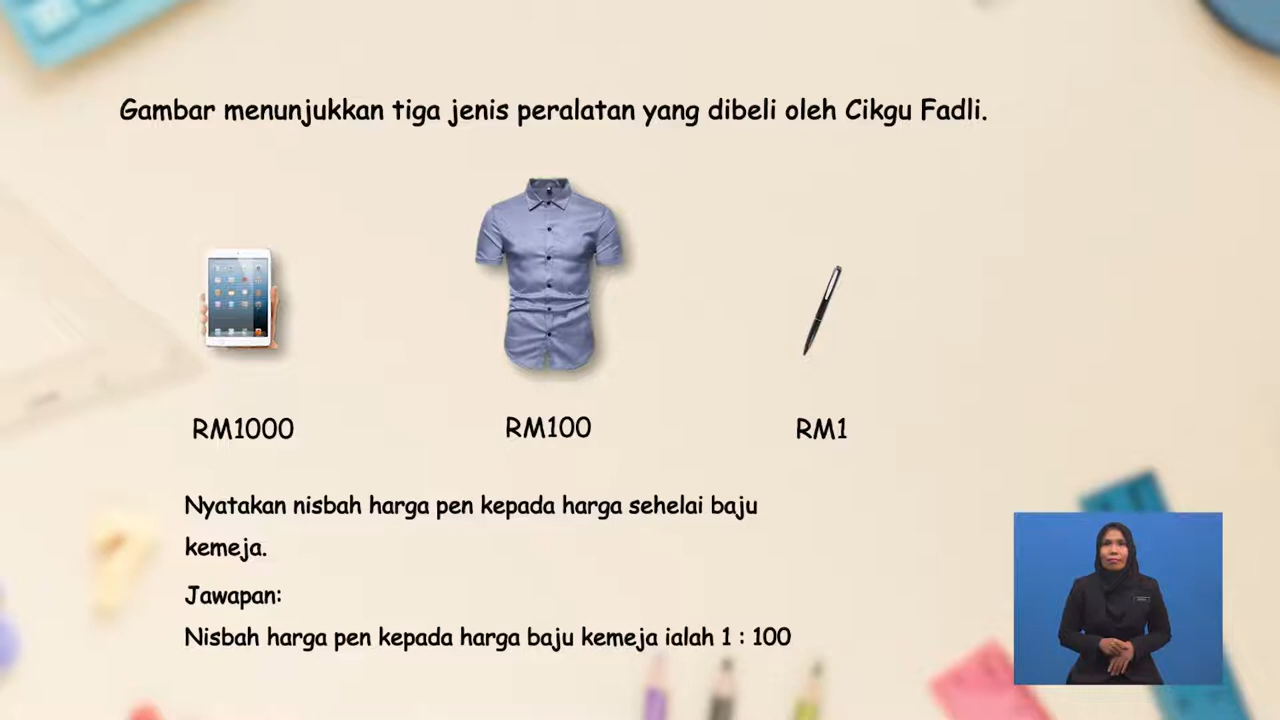 Gambar menunjukkan tiga jenis peralatan yang dibeli oleh Cikgu Fadli.
RM1000 RM100 RM1
Nyatakan nisbah harga pen kepada harga sehelai baju
kemeja.
Jawapan:
Nisbah harga pen kepada harga baju kemeja ialah 1 : 100